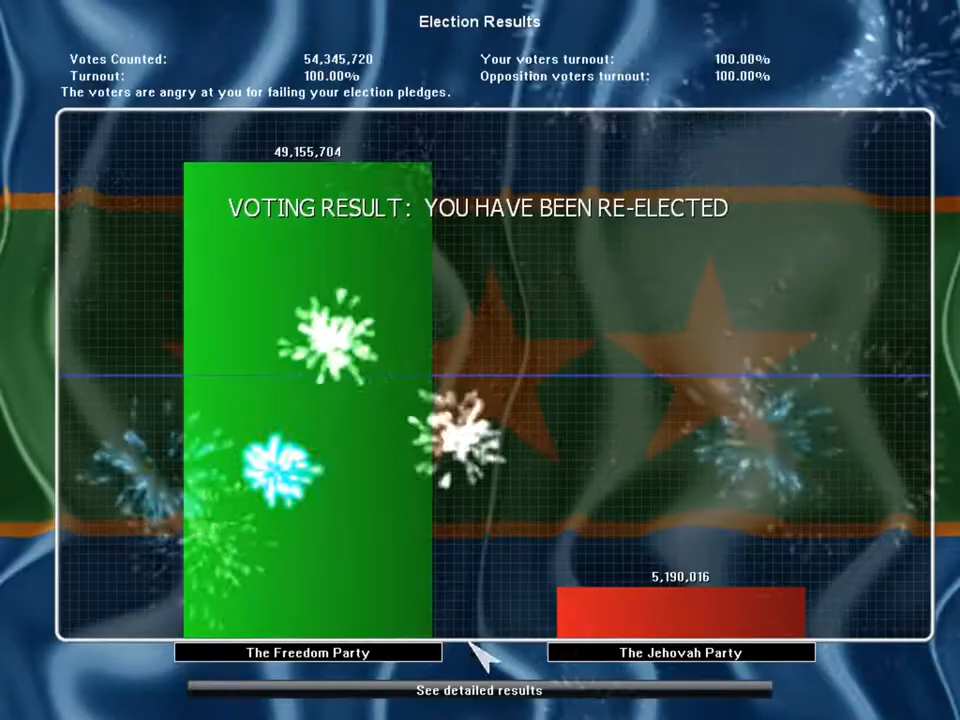 Election Results
Votes Counted: 54,345,720 Your voters turnout: 100.00%
Turnout: 100.00% Opposition voters turnout: 100.00%
The voters are angry at you for failing your election pledges.
49,155,704
VOTING RESULT: YOU HAVE BEEN RE-ELECTED
5,190,016
The Freedom Party The Jehovah Party
See detailed results